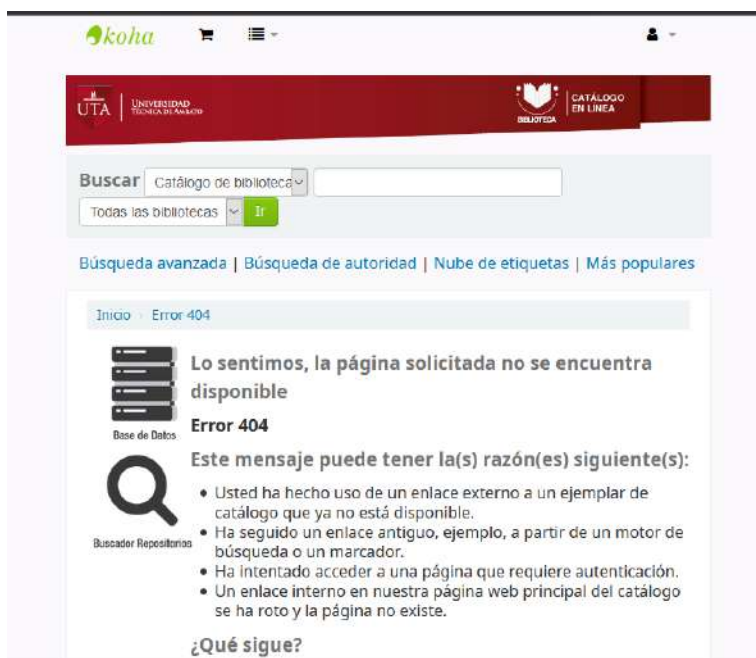 koha
UTA
UNIVERSIDAD
TÉCNICA DE AMBATO
BIBLIOTECA
CATÁLOGO
EN LINEA
Buscar Catálogo de biblioteca
Todas las bibliotecas Ir
Búsqueda avanzada | Búsqueda de autoridad | Nube de etiquetas | Más populares
Inicio › Error 404
Base de Datos
Buscador Repositorios
Lo sentimos, la página solicitada no se encuentra
disponible
Error 404
Este mensaje puede tener la(s) razón(es) siguiente(s):
• Usted ha hecho uso de un enlace externo a un ejemplar de
catálogo que ya no está disponible.
• Ha seguido un enlace antiguo, ejemplo, a partir de un motor de
búsqueda o un marcador.
• Ha intentado acceder a una página que requiere autenticación.
• Un enlace interno en nuestra página web principal del catálogo
se ha roto y la página no existe.
¿Qué sigue?